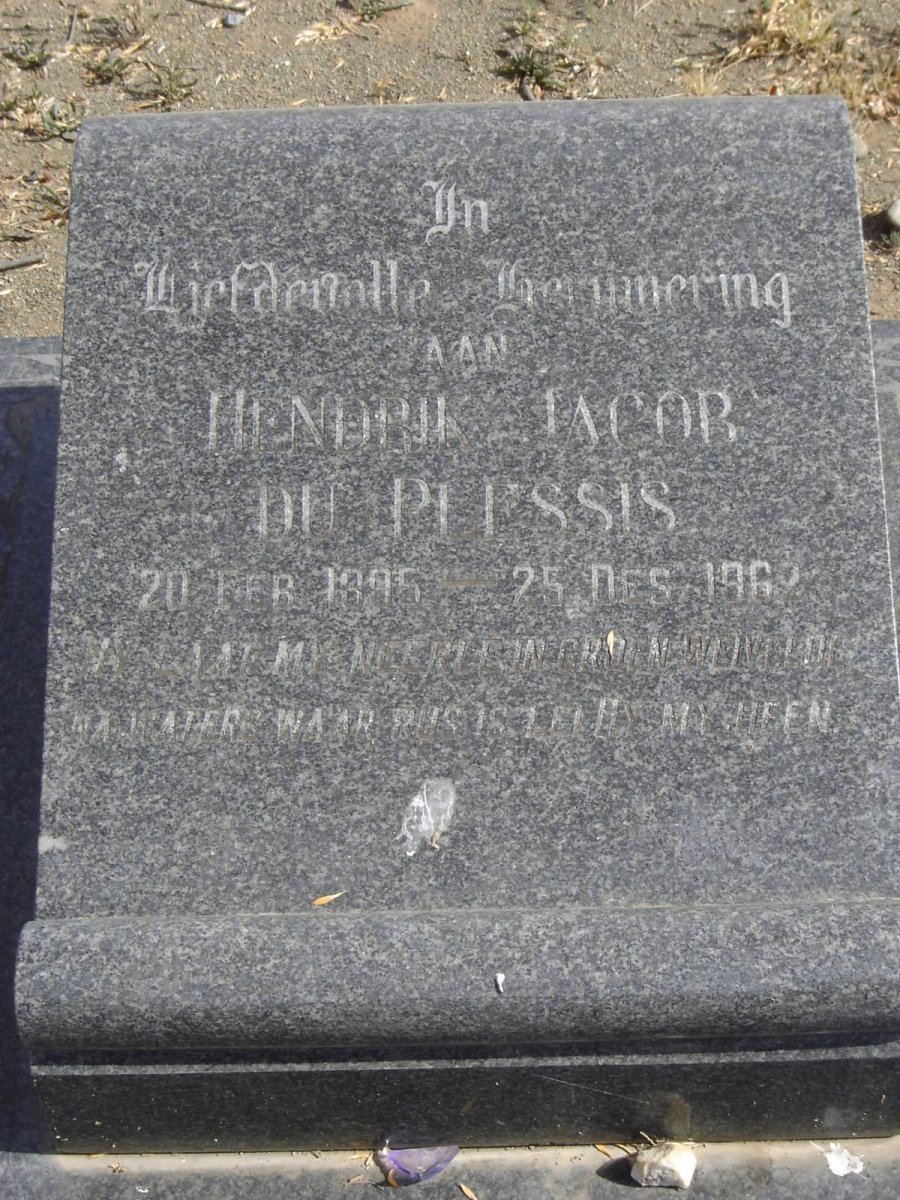 In
Liefdevolle Herinnering
AAN
HENDRIK JACOB
DU PLESSIS
20 FEB 1895 — 25 DES 1962
HY LAAT MY NEERLÊ IN GROEN WEIVELDE
NA WATERS WAAR RUS IS, LEI HY MY HEEN.